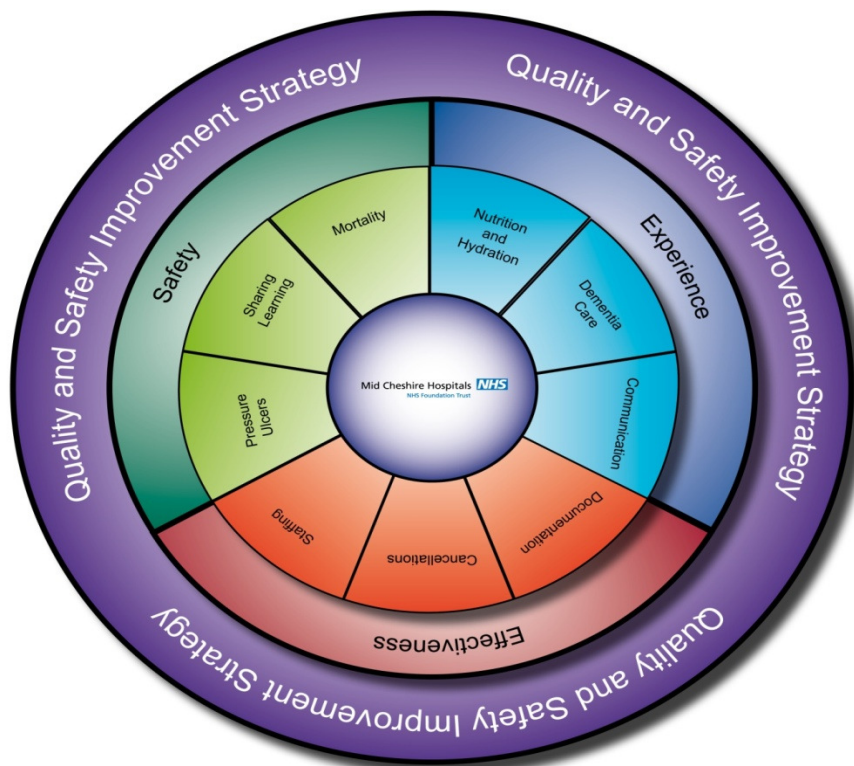 Quality and Safety Improvement Strategy
Quality and Safety Improvement Strategy
Quality and Safety Improvement Strategy
Safety
Experience
Effectiveness
Mortality
Sharing
Learning
Pressure
Ulcers
Nutrition
and
Hydration
Dementia
Care
Communication
Documentation
Cancellations
Staffing
Mid Cheshire Hospitals NHS
NHS Foundation Trust